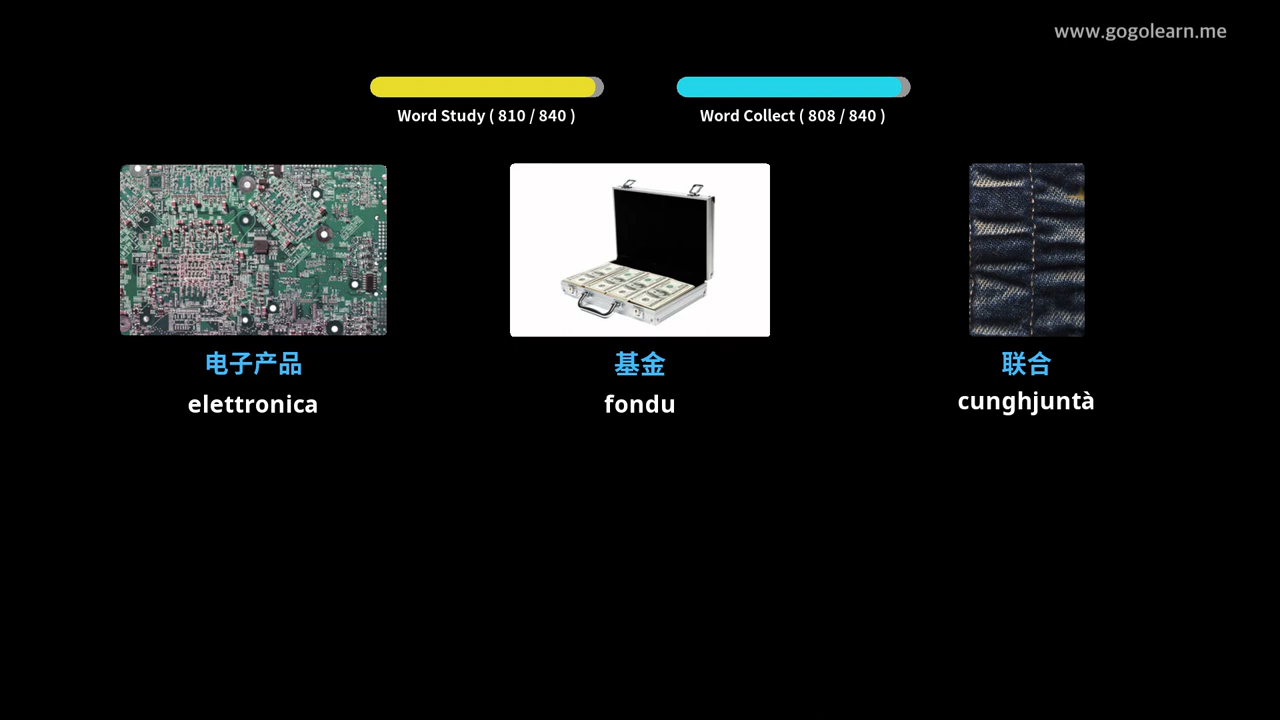 www.gogolearn.me
Word Study ( 810 / 840 )
Word Collect ( 808 / 840 )
电子产品
基金
联合
elettronica
fondu
cunghjuntà